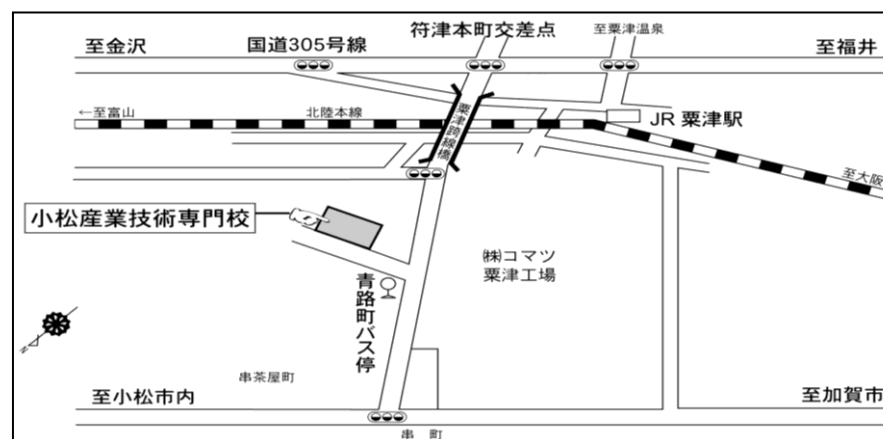 符津本町交差点
至粟津温泉
至金沢
国道305号線
至福井
←至富山
北陸本線
粟津跨線橋
JR 粟津駅
至大阪
小松産業技術専門校
㈱コマツ
粟津工場
青路町バス停
N
串茶屋町
至小松市内
至加賀市
串 町